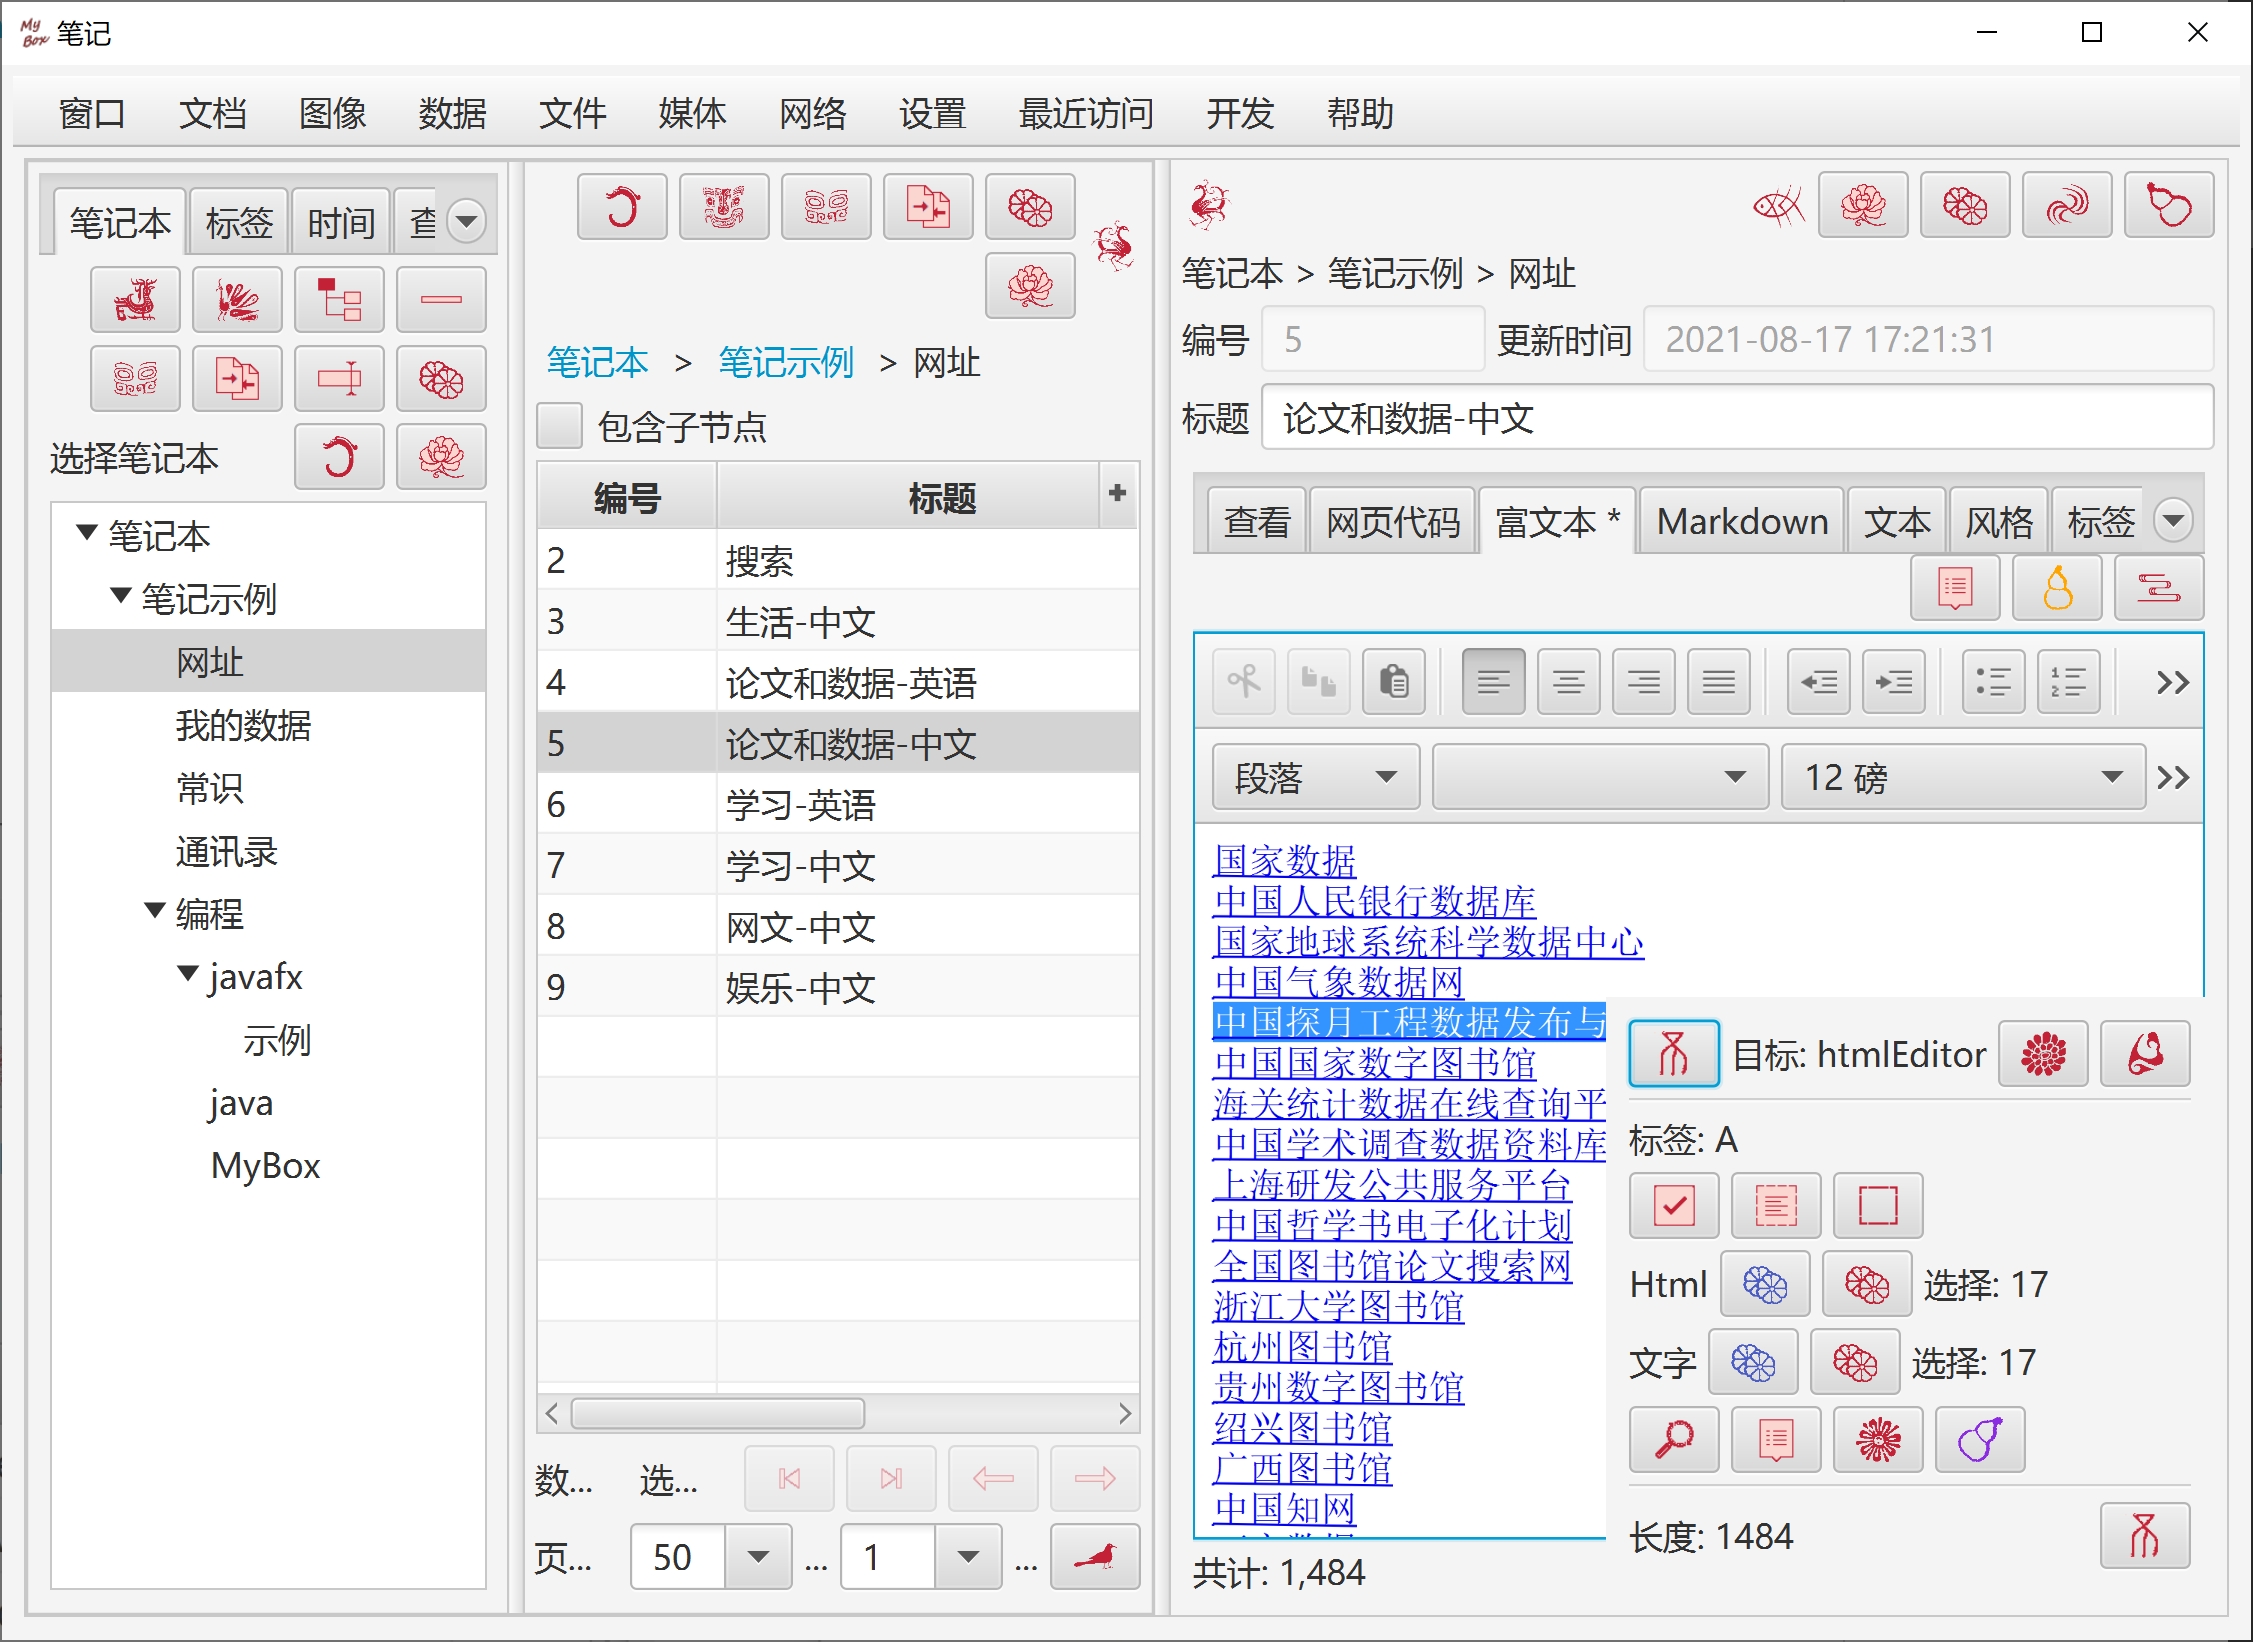 My Box 笔记
窗口 文档 图像 数据 文件 媒体 网络 设置 最近访问 开发 帮助
笔记本 标签 时间 查
选择笔记本
笔记本
笔记示例
网址
我的数据
常识
通讯录
编程
javafx
示例
java
MyBox
笔记本 > 笔记示例 > 网址
包含子节点
编号 标题 +
2 搜索
3 生活-中文
4 论文和数据-英语
5 论文和数据-中文
6 学习-英语
7 学习-中文
8 网文-中文
9 娱乐-中文
数... 选...
页... 50 ... 1 ...
笔记本 > 笔记示例 > 网址
编号 5 更新时间 2021-08-17 17:21:31
标题 论文和数据-中文
查看 网页代码 富文本 * Markdown 文本 风格 标签
段落 12 磅
国家数据
中国人民银行数据库
国家地球系统科学数据中心
中国气象数据网
中国探月工程数据发布与
中国国家数字图书馆
海关统计数据在线查询平
中国学术调查数据资料库
上海研发公共服务平台
中国哲学书电子化计划
全国图书馆论文搜索网
浙江大学图书馆
杭州图书馆
贵州数字图书馆
绍兴图书馆
广西图书馆
中国知网
共计: 1,484
目标: htmlEditor
标签: A
Html 选择: 17
文字 选择: 17
长度: 1484